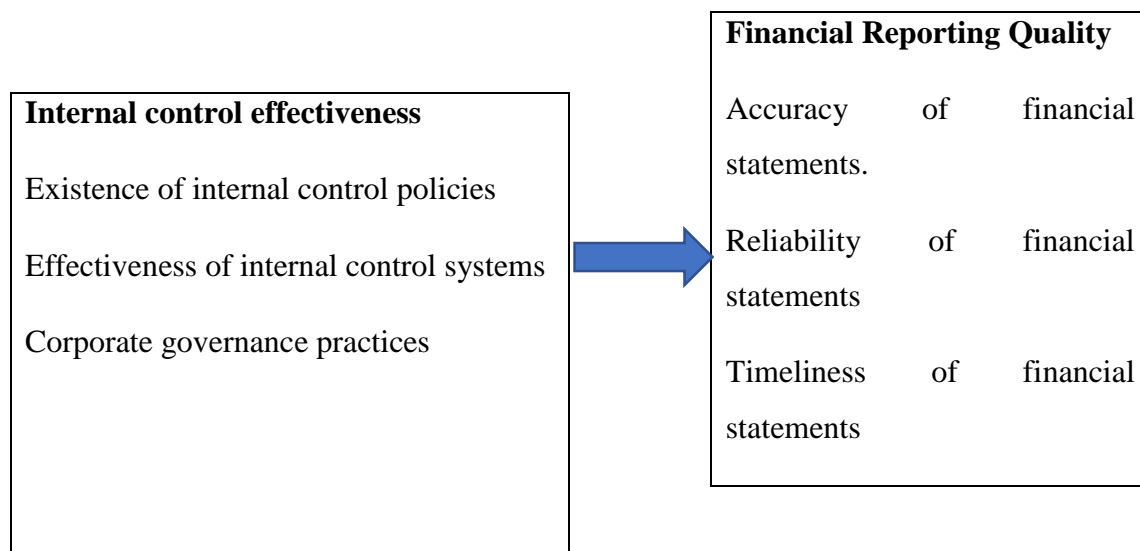 Internal control effectiveness
Existence of internal control policies
Effectiveness of internal control systems
Corporate governance practices
Financial Reporting Quality
Accuracy of financial
statements.
Reliability of financial
statements
Timeliness of financial
statements